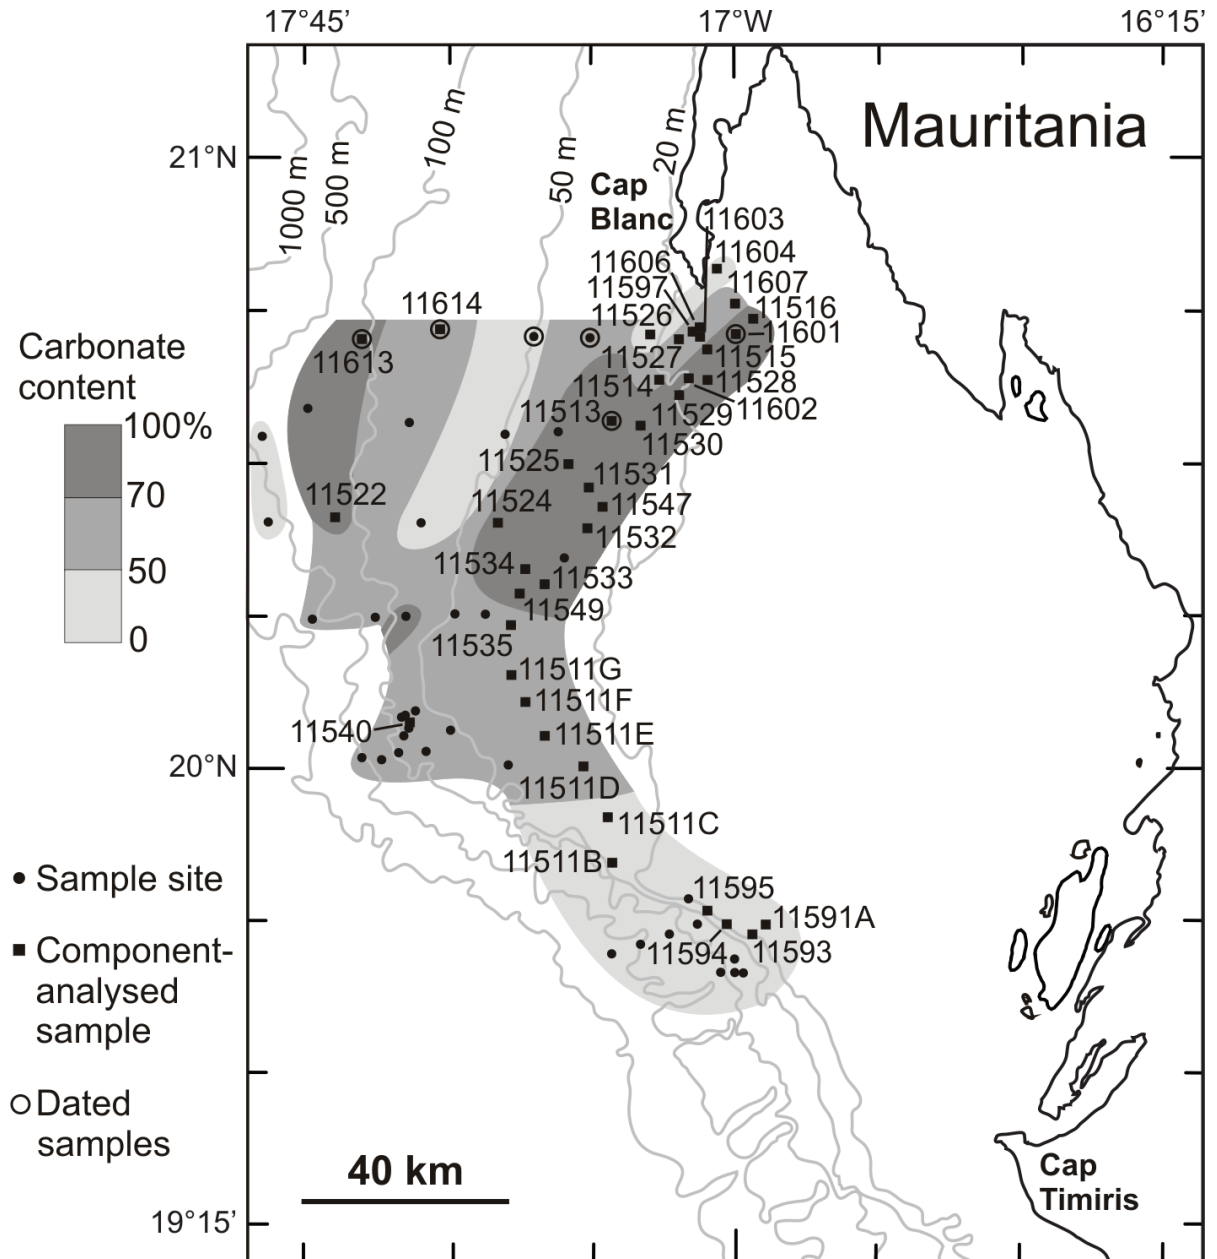 17°45'
17°W
16°15'
Mauritania
21°N
1000 m
500 m
100 m
50 m
20 m
Cap
Blanc
11603
11604
11606
11607
11597
11516
11526
11601
11614
11527
11515
11613
11514
11528
11602
11513
11529
11530
11525
11531
11522
11524
11547
11532
11534
11533
11549
11535
11511G
11511F
11540
11511E
20°N
11511D
11511C
11511B
11595
11591A
11594
11593
Carbonate
content
100%
70
50
0
Sample site
Component-
analysed
sample
Dated
samples
40 km
Cap
Timiris
19°15'